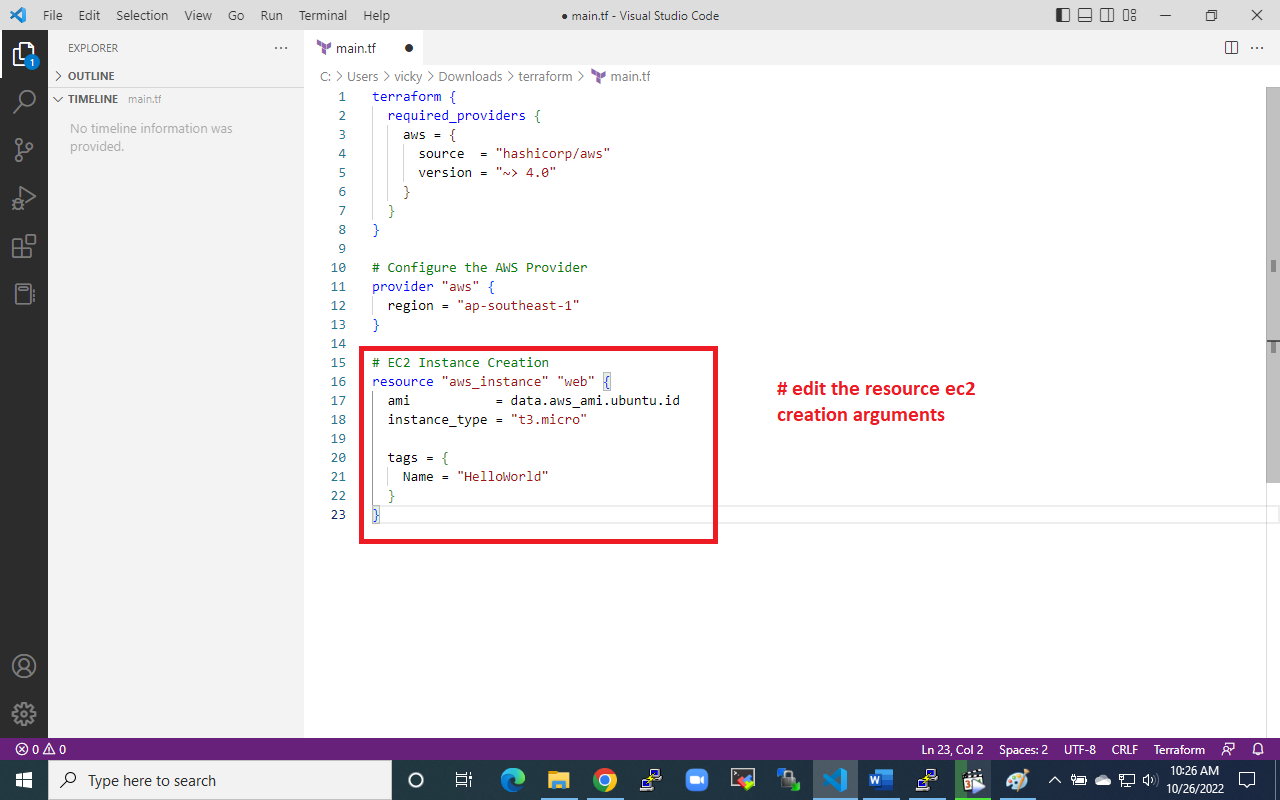 File Edit Selection View Go Run Terminal Help
● main.tf - Visual Studio Code
EXPLORER
OUTLINE
TIMELINE main.tf
No timeline information was
provided.
1
main.tf
C: > Users > vicky > Downloads > terraform > main.tf
1 terraform {
2 required_providers {
3 aws = {
4 source = "hashicorp/aws"
5 version = "~> 4.0"
6 }
7 }
8 }
9
10 # Configure the AWS Provider
11 provider "aws" {
12 region = "ap-southeast-1"
13 }
14
15 # EC2 Instance Creation
16 resource "aws_instance" "web" {
17 ami = data.aws_ami.ubuntu.id
18 instance_type = "t3.micro"
19
20 tags = {
21 Name = "HelloWorld"
22 }
23 }
# edit the resource ec2
creation arguments
0 0
Ln 23, Col 2 Spaces: 2 UTF-8 CRLF Terraform
Type here to search
10:26 AM
10/26/2022